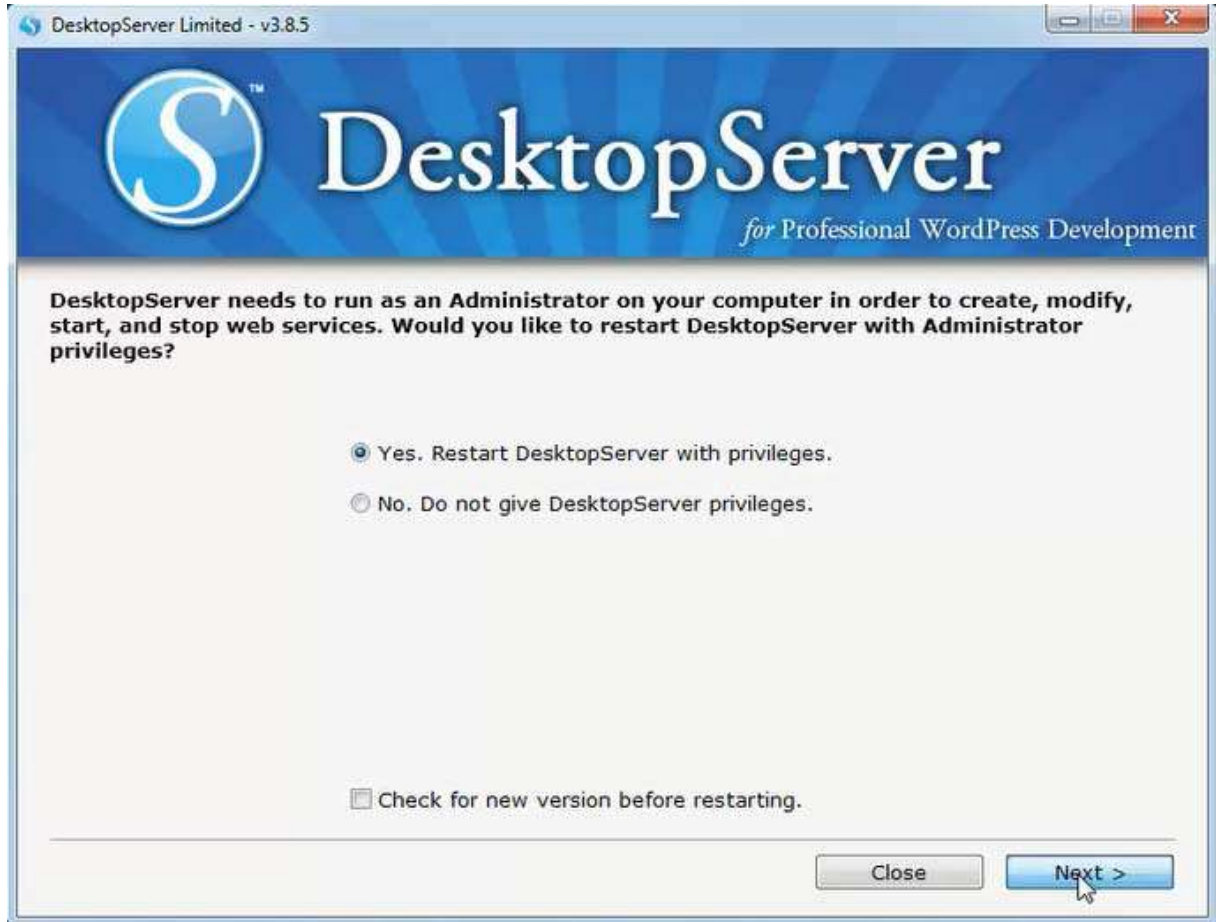 DesktopServer Limited - v3.8.5
S
TM
DesktopServer
for Professional WordPress Development
DesktopServer needs to run as an Administrator on your computer in order to create, modify,
start, and stop web services. Would you like to restart DesktopServer with Administrator
privileges?
Yes. Restart DesktopServer with privileges.
No. Do not give DesktopServer privileges.
Check for new version before restarting.
Close
Next >